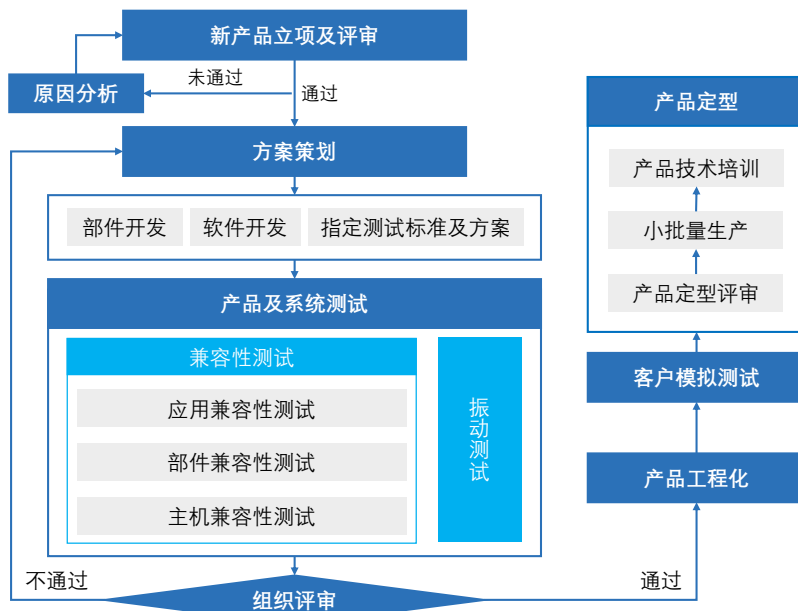 新产品立项及评审
未通过
通过
原因分析
方案策划
部件开发
软件开发
指定测试标准及方案
产品及系统测试
兼容性测试
应用兼容性测试
部件兼容性测试
主机兼容性测试
振动测试
组织评审
不通过
通过
产品工程化
客户模拟测试
产品定型
产品技术培训
小批量生产
产品定型评审